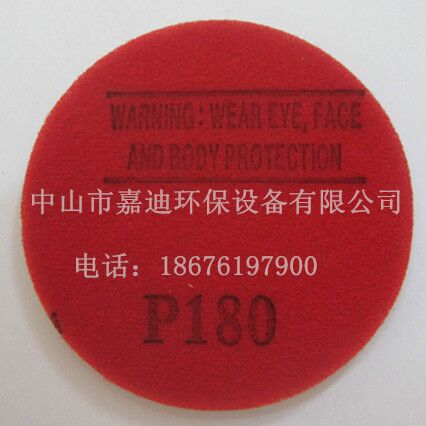 WARNING: WEAR EYE, FACE
AND BODY PROTECTION
中山市嘉迪环保设备有限公司
电话：18676197900
P180